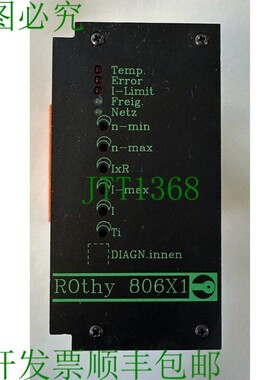 图必究
Temp.
Error
I-Limit
Freig.
Netz
n-min
n-max
IxR
I-max
I
Ti
JTT1368
DIAGN.innen
ROthy 806X1
开发票顺丰包邮